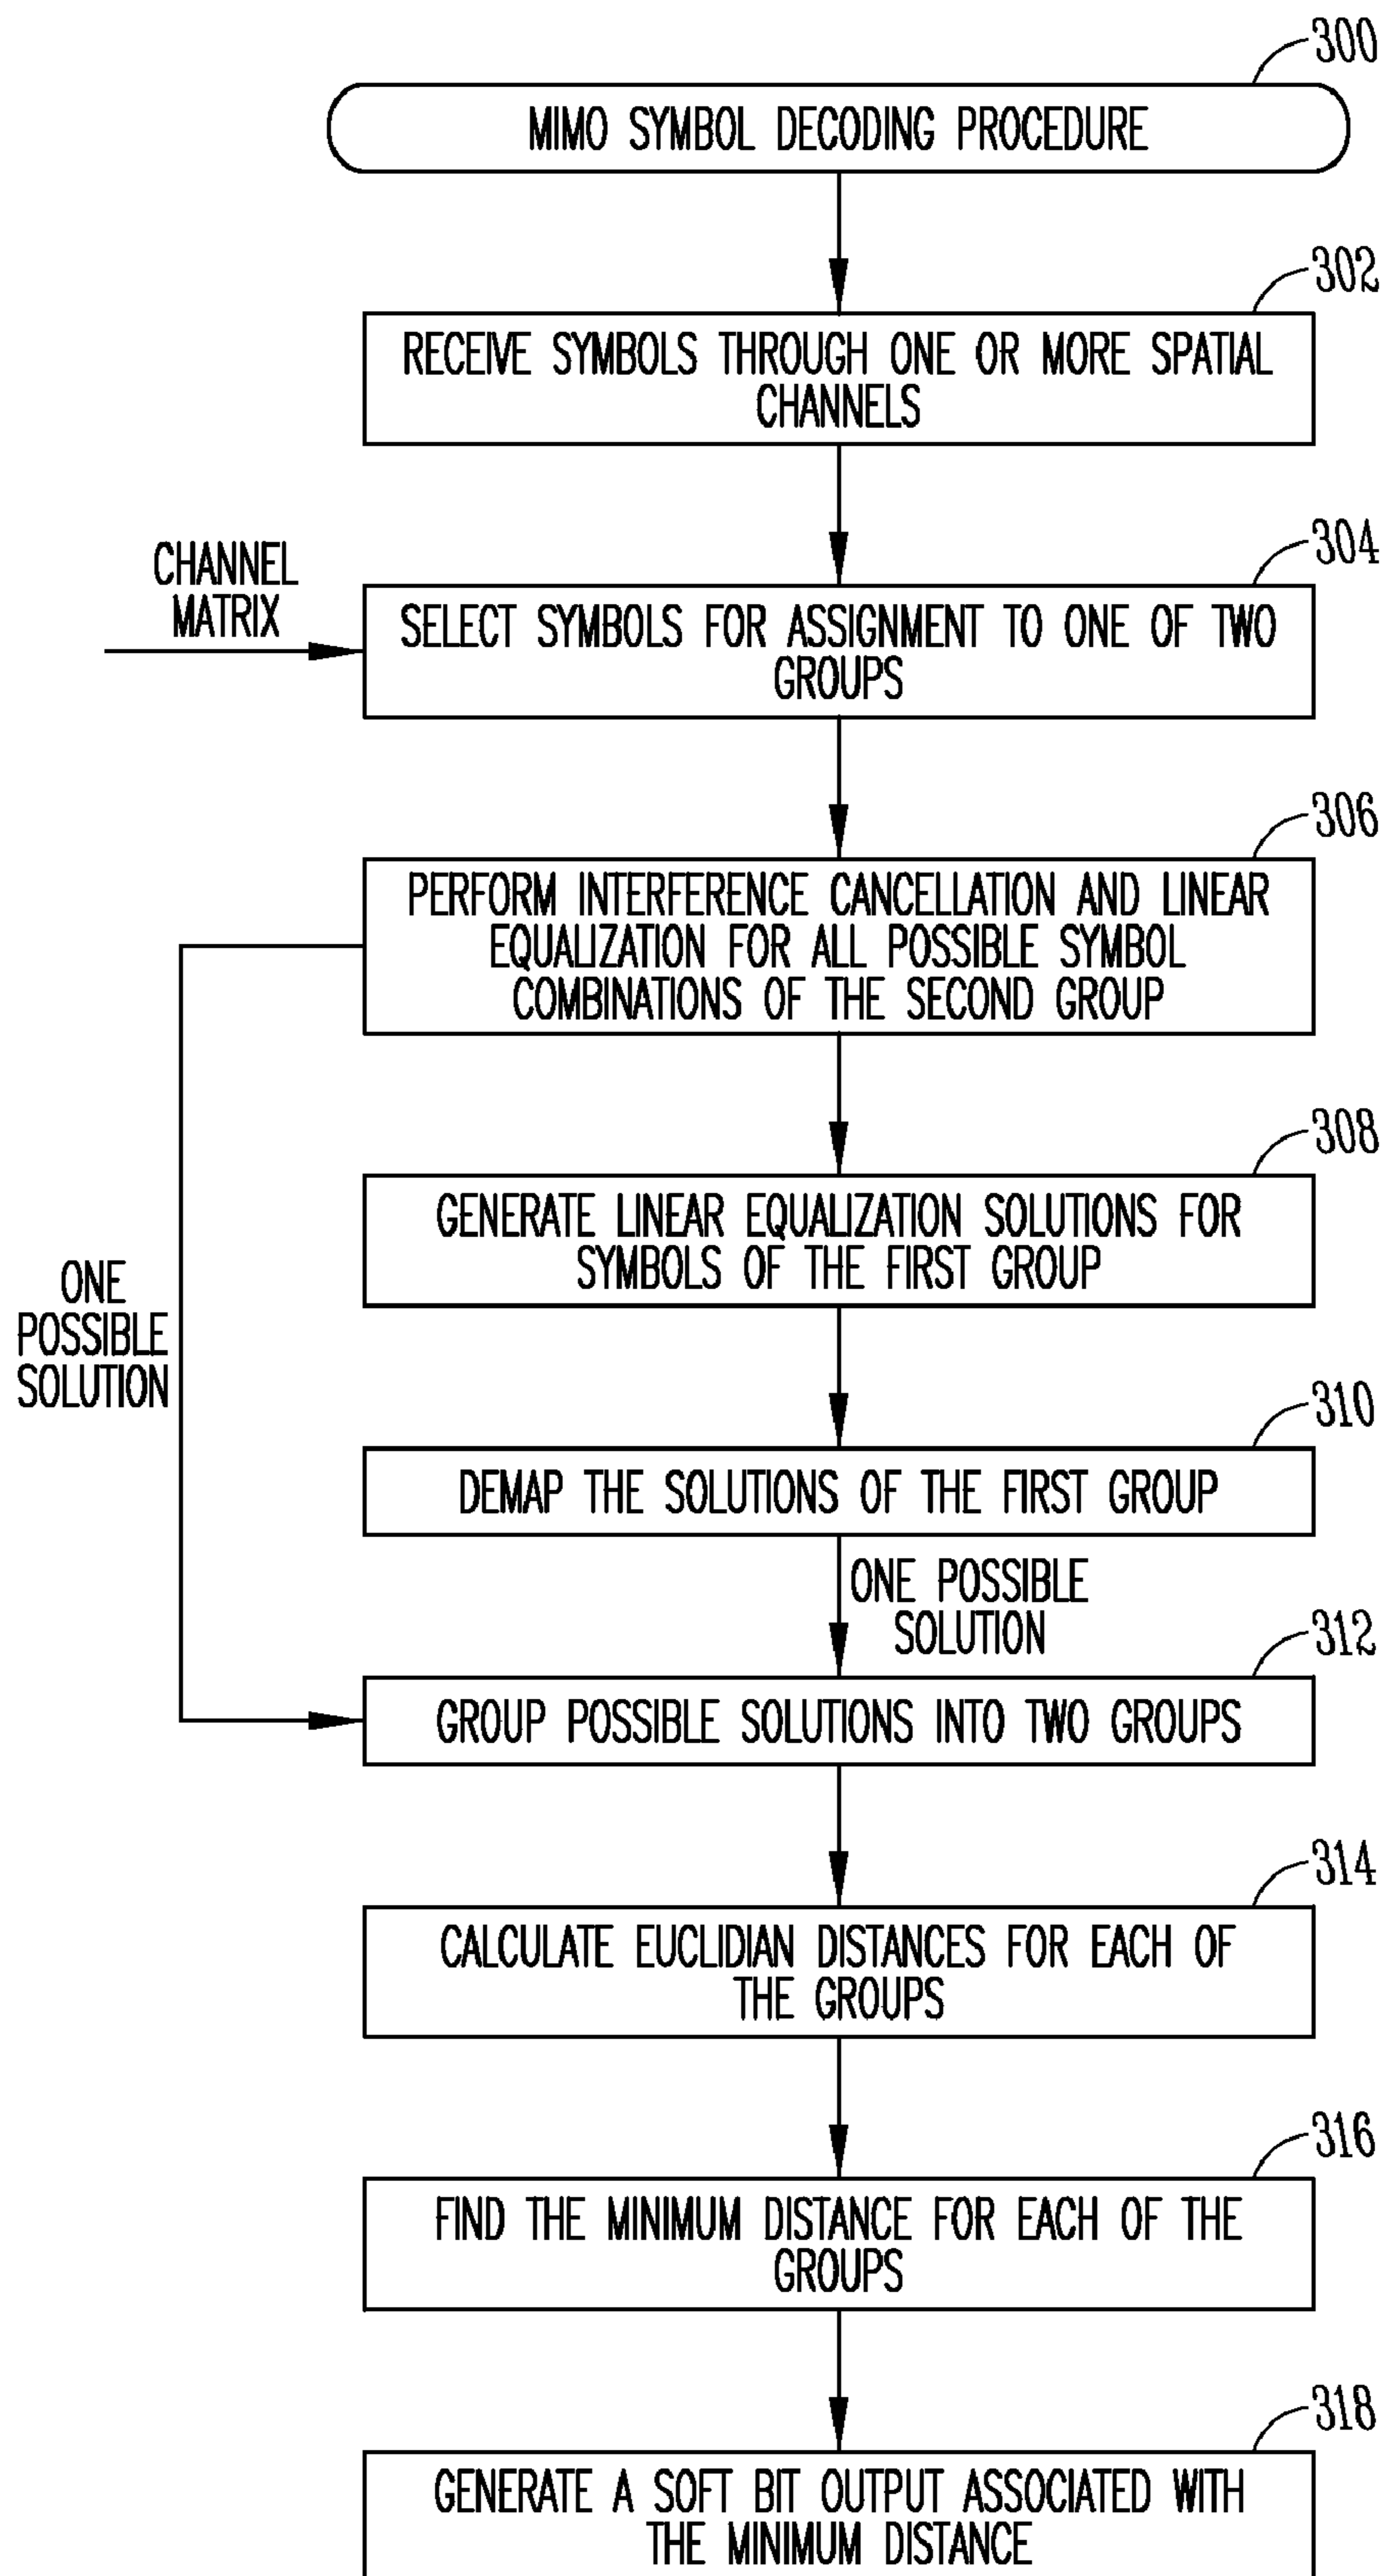 300
MIMO SYMBOL DECODING PROCEDURE
302
RECEIVE SYMBOLS THROUGH ONE OR MORE SPATIAL
CHANNELS
304
CHANNEL
MATRIX
SELECT SYMBOLS FOR ASSIGNMENT TO ONE OF TWO
GROUPS
306
PERFORM INTERFERENCE CANCELLATION AND LINEAR
EQUALIZATION FOR ALL POSSIBLE SYMBOL
COMBINATIONS OF THE SECOND GROUP
308
GENERATE LINEAR EQUALIZATION SOLUTIONS FOR
SYMBOLS OF THE FIRST GROUP
ONE
POSSIBLE
SOLUTION
310
DEMAP THE SOLUTIONS OF THE FIRST GROUP
ONE POSSIBLE
SOLUTION
312
GROUP POSSIBLE SOLUTIONS INTO TWO GROUPS
314
CALCULATE EUCLIDIAN DISTANCES FOR EACH OF
THE GROUPS
316
FIND THE MINIMUM DISTANCE FOR EACH OF THE
GROUPS
318
GENERATE A SOFT BIT OUTPUT ASSOCIATED WITH
THE MINIMUM DISTANCE